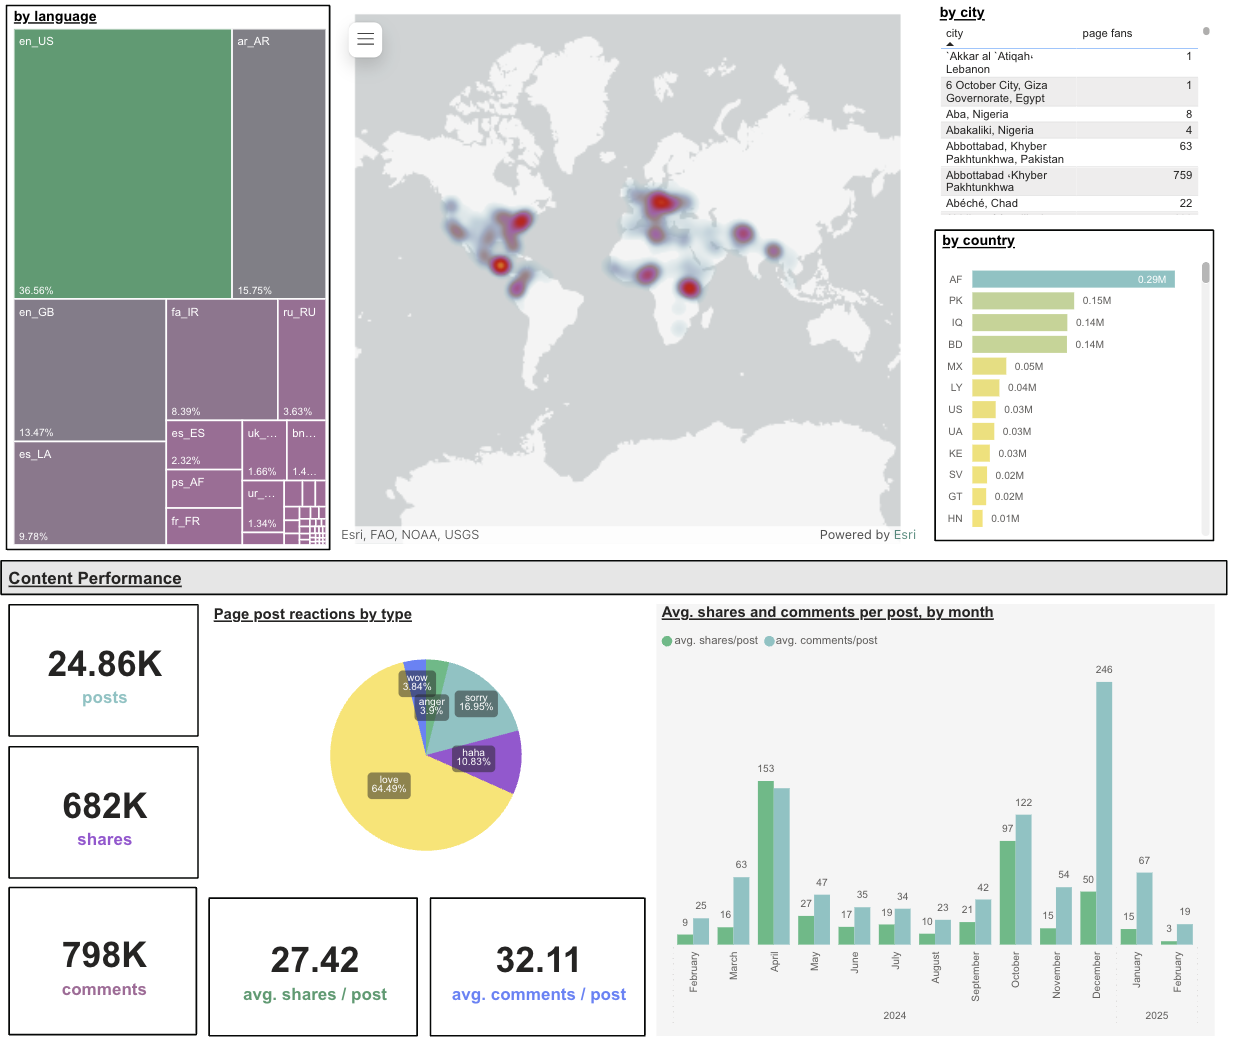 by language
en_US
36.56%
ar_AR
15.75%
en_GB
13.47%
fa_IR
8.39%
ru_RU
3.63%
es_LA
9.78%
es_ES
2.32%
uk_...
1.66%
bn...
1.4...
ps_AF
ur_...
1.34%
fr_FR
Esri, FAO, NOAA, USGS
Powered by Esri
by city
city page fans
`Akkar al `Atiqah‹
Lebanon 1
6 October City, Giza
Governorate, Egypt 1
Aba, Nigeria 8
Abakaliki, Nigeria 4
Abbottabad, Khyber
Pakhtunkhwa, Pakistan 63
Abbottabad ‹Khyber
Pakhtunkhwa 759
Abéché, Chad 22
by country
AF 0.29M
PK 0.15M
IQ 0.14M
BD 0.14M
MX 0.05M
LY 0.04M
US 0.03M
UA 0.03M
KE 0.03M
SV 0.02M
GT 0.02M
HN 0.01M
Content Performance
24.86K
posts
682K
shares
798K
comments
Page post reactions by type
wow
3.84%
anger
3.9%
sorry
16.95%
haha
10.83%
love
64.49%
27.42
avg. shares / post
32.11
avg. comments / post
Avg. shares and comments per post, by month
avg. shares/post avg. comments/post
9 25
16 63
153
27 47
17 35
19 34
10 23
21 42
97 122
15 54
50 246
15 67
3 19
February March April May June July August September October November December January February
2024 2025